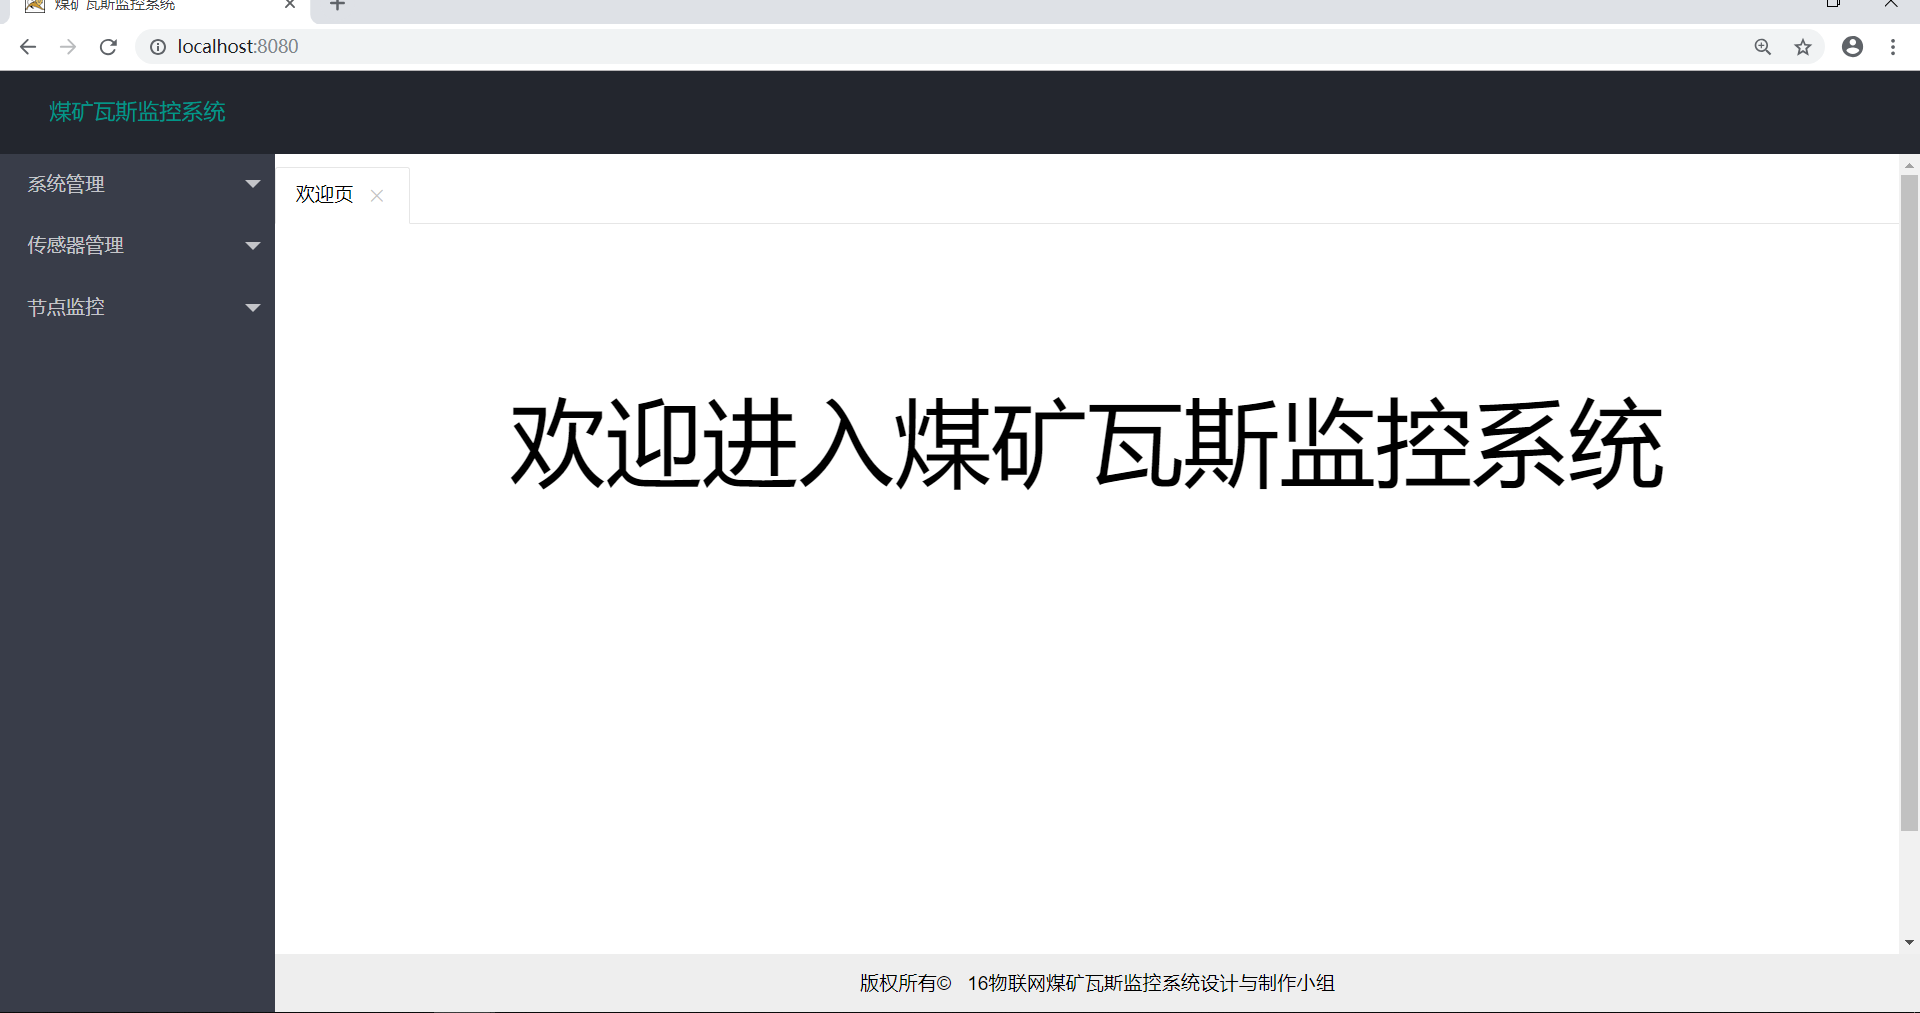 煤矿瓦斯监控系统
localhost:8080
煤矿瓦斯监控系统
系统管理
传感器管理
节点监控
欢迎页
欢迎进入煤矿瓦斯监控系统
版权所有© 16物联网煤矿瓦斯监控系统设计与制作小组